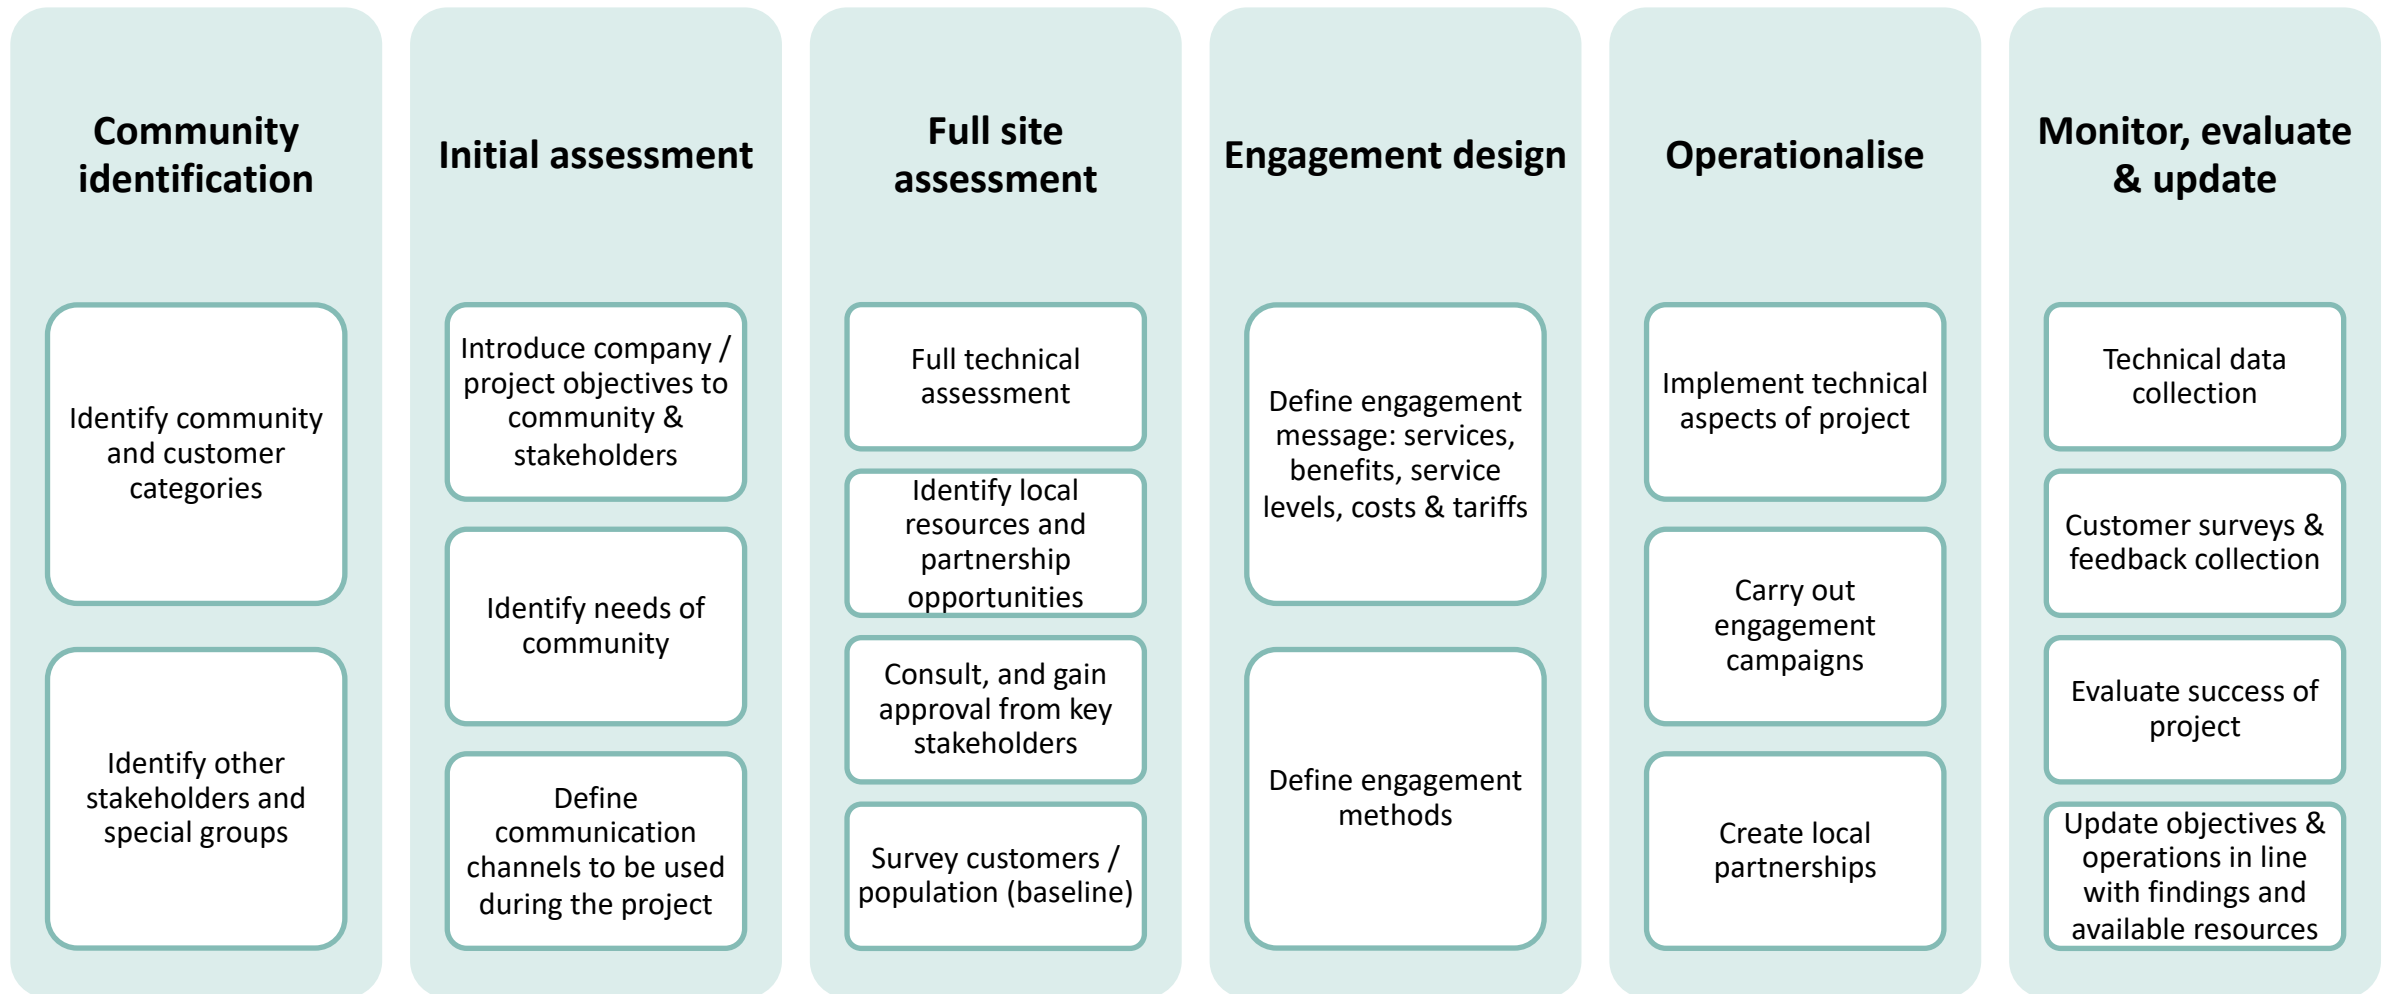 Community
identification
Identify community
and customer
categories
Identify other
stakeholders and
special groups
Initial assessment
Introduce company /
project objectives to
community &
stakeholders
Identify needs of
community
Define
communication
channels to be used
during the project
Full site
assessment
Full technical
assessment
Identify local
resources and
partnership
opportunities
Consult, and gain
approval from key
stakeholders
Survey customers /
population (baseline)
Engagement design
Define engagement
message: services,
benefits, service
levels, costs & tariffs
Define engagement
methods
Operationalise
Implement technical
aspects of project
Carry out
engagement
campaigns
Create local
partnerships
Monitor, evaluate
& update
Technical data
collection
Customer surveys &
feedback collection
Evaluate success of
project
Update objectives &
operations in line
with findings and
available resources